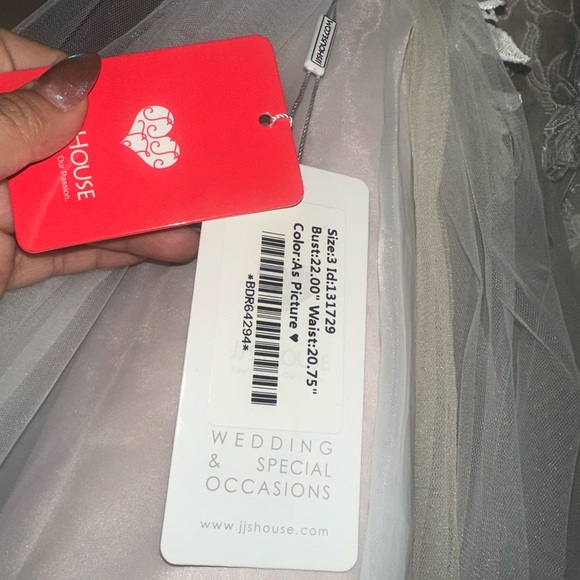 HOUSE
Our Passion.
Size:3 Id:131729
Bust:22.00" Waist:20.75"
Color:As Picture ♥
*BDR64294*
WEDDING
& SPECIAL
OCCASIONS
www.jjshouse.com